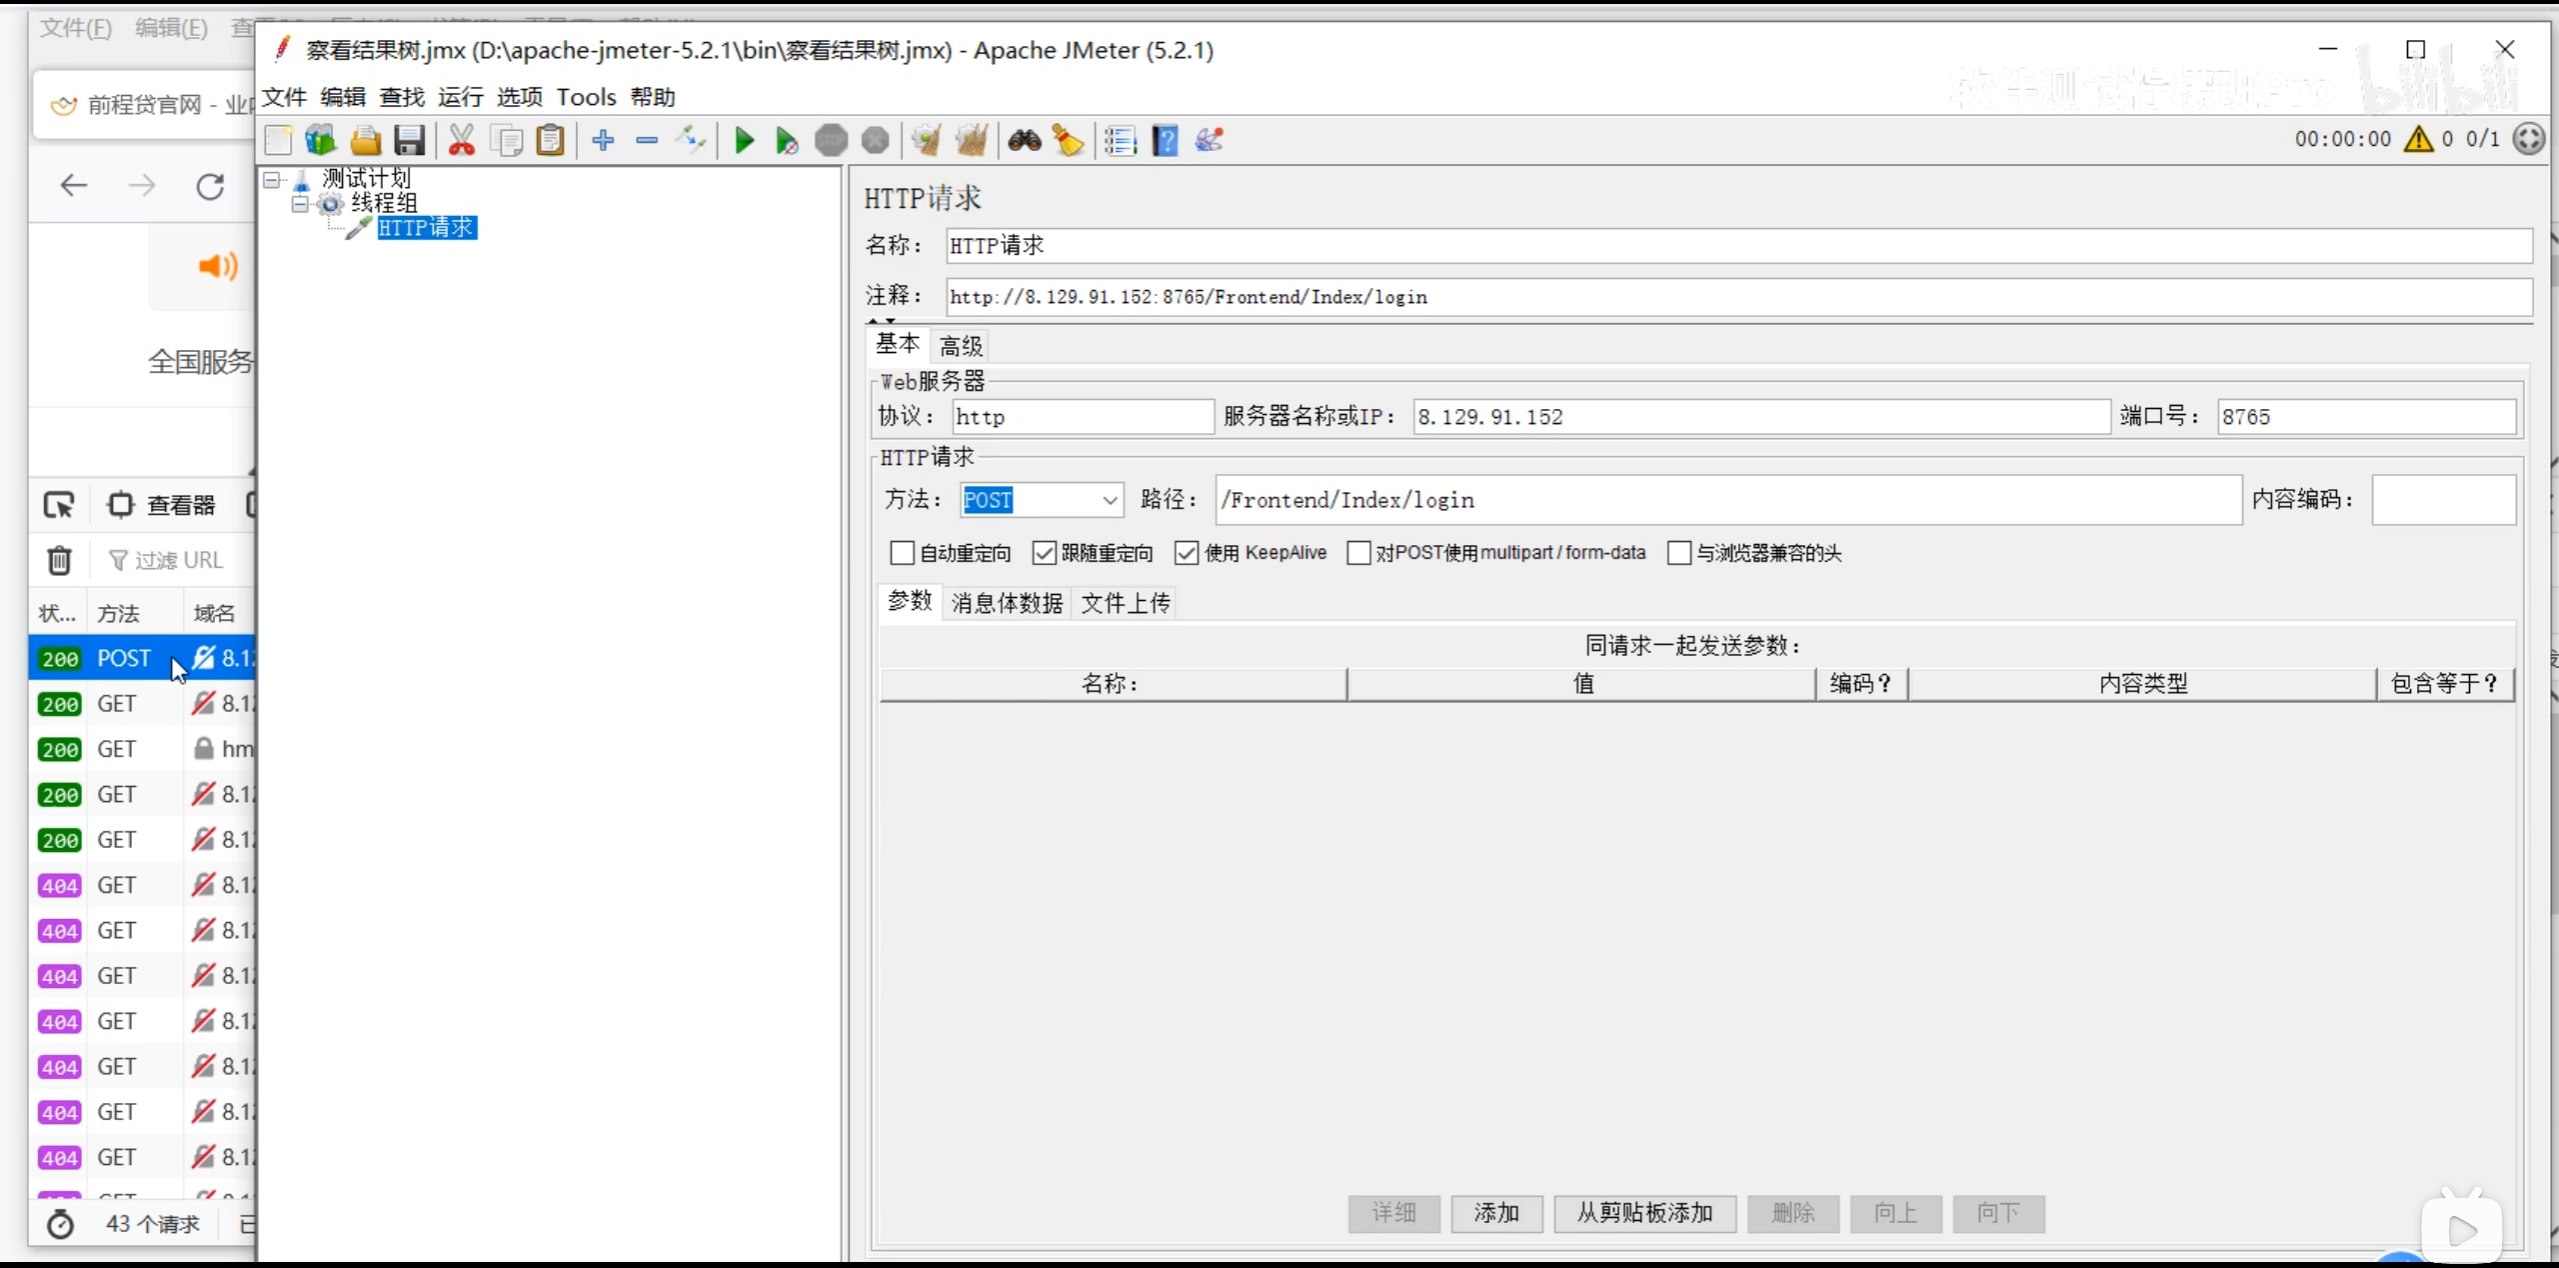 文件(F) 编辑(E) 查
察看结果树.jmx (D:\apache-jmeter-5.2.1\bin\察看结果树.jmx) - Apache JMeter (5.2.1)
前程贷官网 - 业
文件 编辑 查找 运行 选项 Tools 帮助
bilibili
00:00:00 0 0/1
测试计划
线程组
HTTP请求
HTTP请求
名称： HTTP请求
注释： http://8.129.91.152:8765/Frontend/Index/login
基本 高级
Web服务器
协议： http 服务器名称或IP： 8.129.91.152 端口号： 8765
HTTP请求
方法： POST 路径： /Frontend/Index/login 内容编码：
自动重定向 跟随重定向 使用 KeepAlive 对POST使用multipart / form-data 与浏览器兼容的头
参数 消息体数据 文件上传
同请求一起发送参数：
名称： 值 编码？ 内容类型 包含等于？
详细 添加 从剪贴板添加 删除 向上 向下
全国服务
查看器
过滤 URL
状... 方法 域名
200 POST 8.12
200 GET 8.12
200 GET hm
200 GET 8.12
200 GET 8.12
404 GET 8.12
404 GET 8.12
404 GET 8.12
404 GET 8.12
404 GET 8.12
404 GET 8.12
404 GET 8.12
43 个请求 已